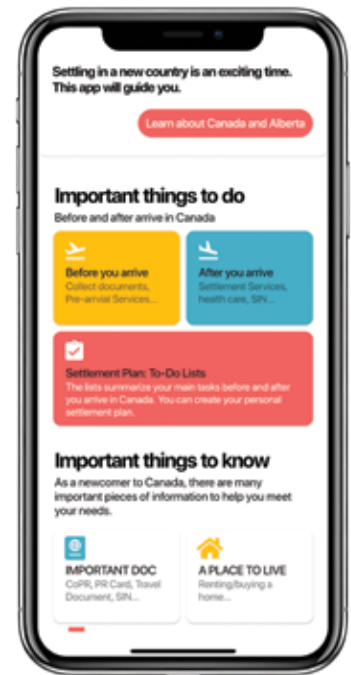 Settling in a new country is an exciting time.
This app will guide you.
Learn about Canada and Alberta
Important things to do
Before and after arrive in Canada
Before you arrive
Collect documents,
Pre-arrvial Services...
After you arrive
Settlement Services,
health care, SIN...
Settlement Plan: To-Do Lists
The lists summarize your main tasks before and after
you arrive in Canada. You can create your personal
settlement plan.
Important things to know
As a newcomer to Canada, there are many
important pieces of information to help you meet
your needs.
IMPORTANT DOC
CoPR, PR Card, Travel
Document, SIN...
A PLACE TO LIVE
Renting/buying a
home...